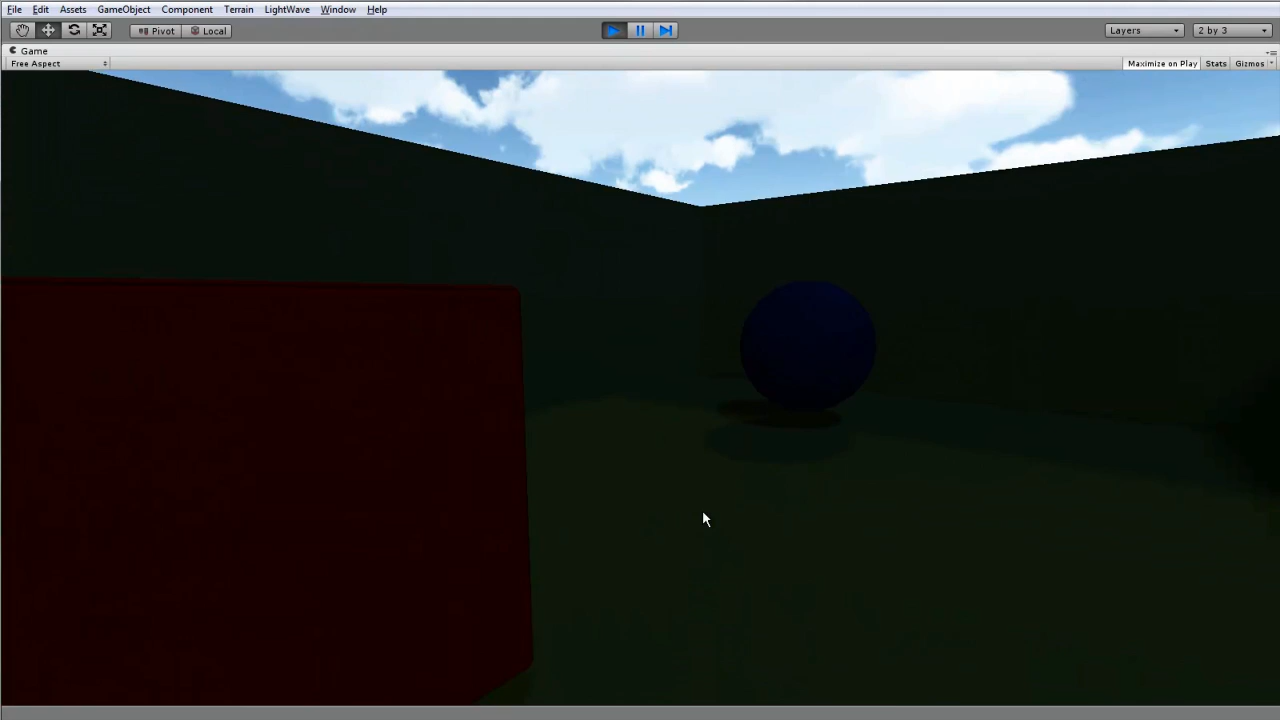 File Edit Assets GameObject Component Terrain LightWave Window Help
Pivot Local Layers 2 by 3
Game
Free Aspect Maximize on Play Stats Gizmos